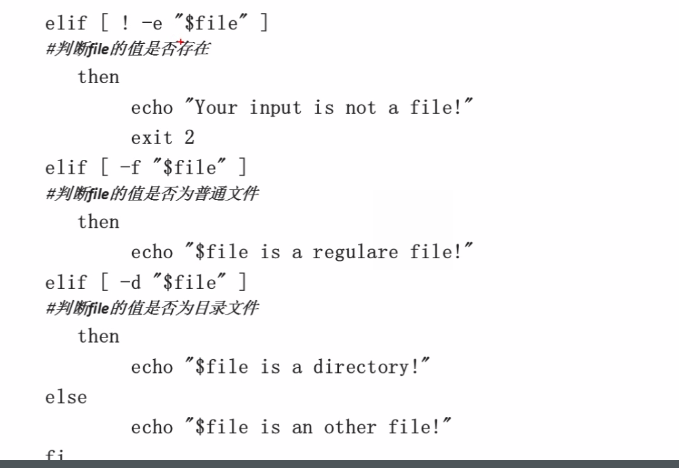 elif [ ! -e "$file" ]
#判断file的值是否存在
then
echo "Your input is not a file!"
exit 2
elif [ -f "$file" ]
#判断file的值是否为普通文件
then
echo "$file is a regulare file!"
elif [ -d "$file" ]
#判断file的值是否为目录文件
then
echo "$file is a directory!"
else
echo "$file is an other file!"
fi